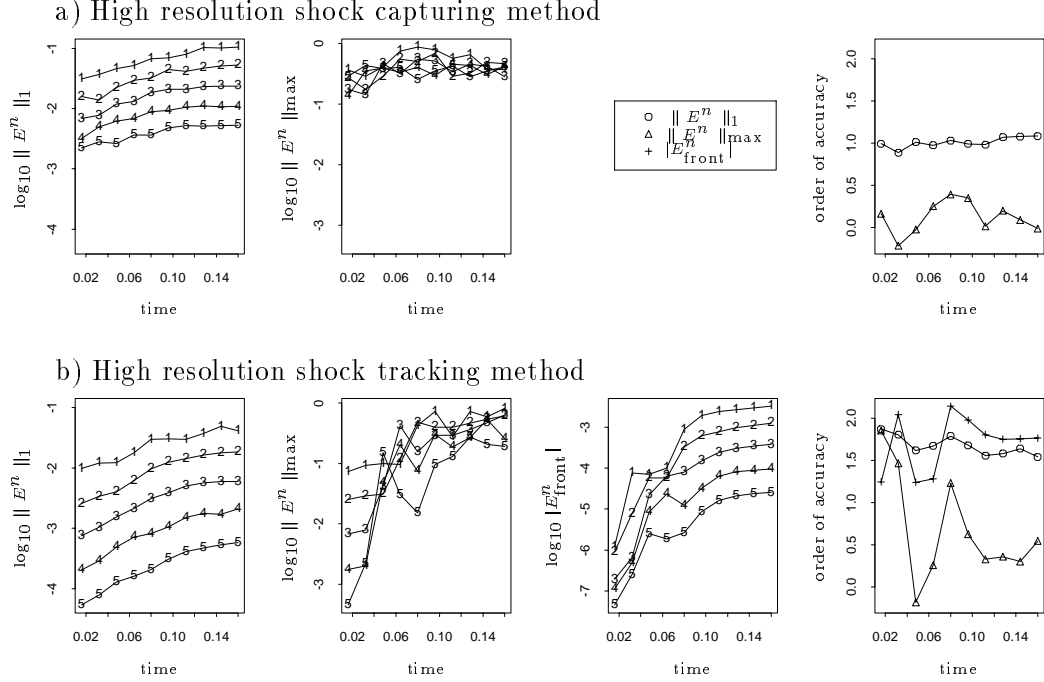 a) High resolution shock capturing method
log10 || E^n ||1
-1
-2
-3
-4
0.02 0.06 0.10 0.14
time
log10 || E^n ||max
0
-1
-2
-3
0.02 0.06 0.10 0.14
time
|| E^n ||1
|| E^n ||max
|E^n front|
order of accuracy
2.0
1.5
1.0
0.5
0.0
0.02 0.06 0.10 0.14
time
b) High resolution shock tracking method
log10 || E^n ||1
-1
-2
-3
-4
0.02 0.06 0.10 0.14
time
log10 || E^n ||max
0
-1
-2
-3
0.02 0.06 0.10 0.14
time
log10 |E^n front|
-3
-4
-5
-6
-7
0.02 0.06 0.10 0.14
time
order of accuracy
2.0
1.5
1.0
0.5
0.0
0.02 0.06 0.10 0.14
time